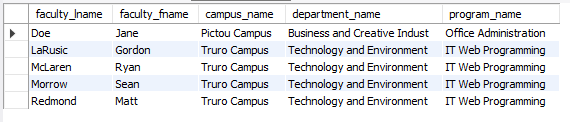 faculty_lname faculty_fname campus_name department_name program_name
Doe Jane Pictou Campus Business and Creative Indust Office Administration
LaRusic Gordon Truro Campus Technology and Environment IT Web Programming
McLaren Ryan Truro Campus Technology and Environment IT Web Programming
Morrow Sean Truro Campus Technology and Environment IT Web Programming
Redmond Matt Truro Campus Technology and Environment IT Web Programming